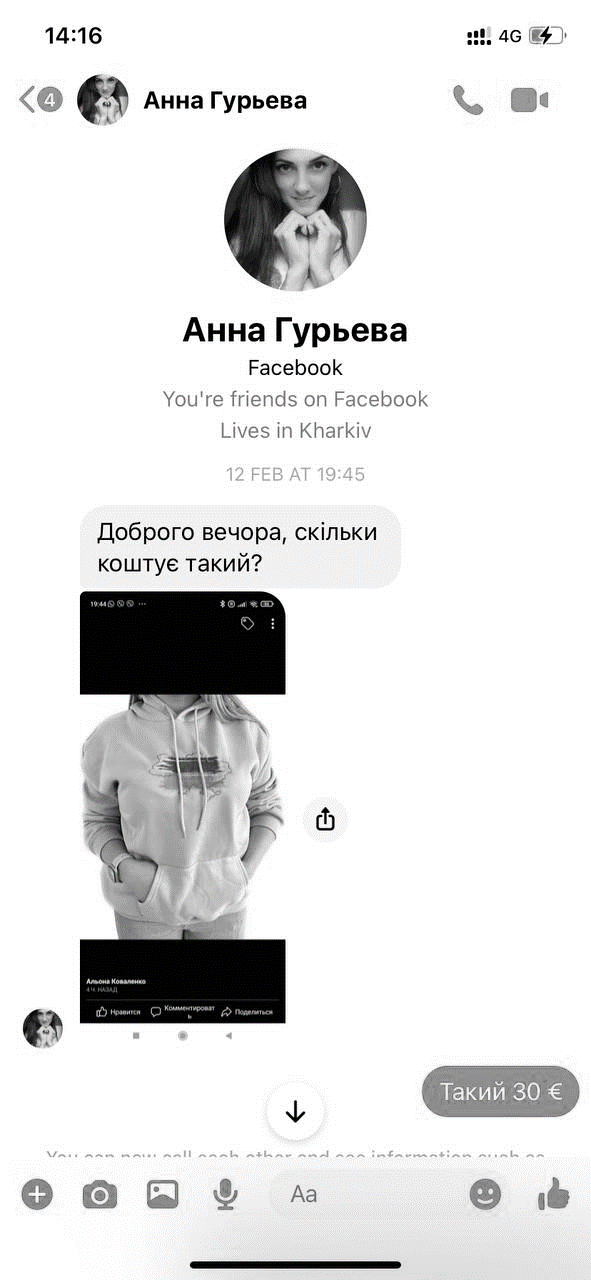 14:16
4G
4
Анна Гурьева
Анна Гурьева
Facebook
You're friends on Facebook
Lives in Kharkiv
12 FEB AT 19:45
Доброго вечора, скільки
коштує такий?
19:44
Альона Коваленко
4 Ч. НАЗАД
Нравится
Комментироват
ь
Поделиться
Такий 30 €
You can now call each other and see information such as
Aa